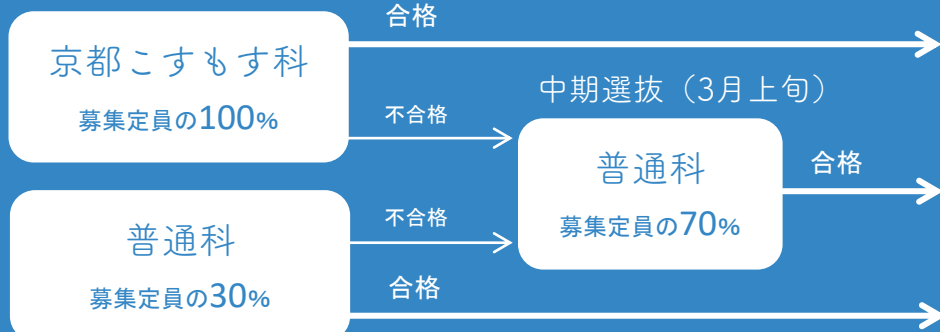 合格
京都こすもす科
募集定員の100%
不合格
中期選抜（3月上旬）
普通科
募集定員の70%
合格
普通科
募集定員の30%
不合格
合格